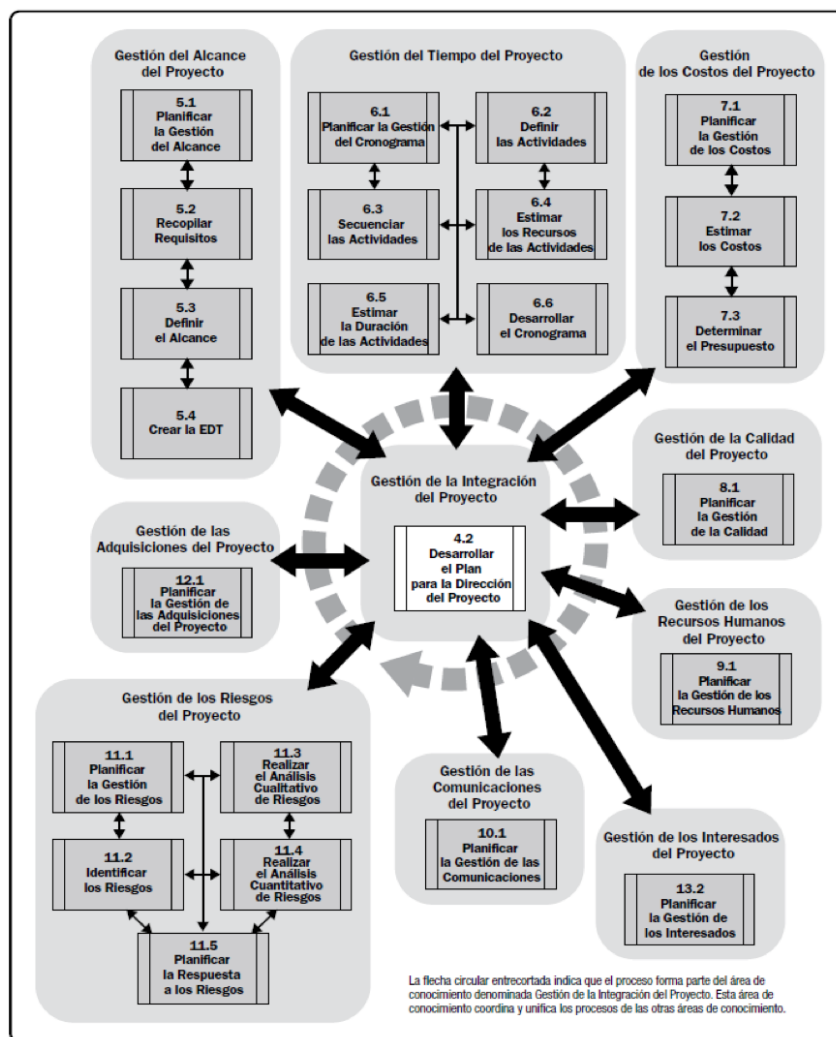 Gestión del Alcance
del Proyecto
5.1
Planificar
la Gestión
del Alcance
5.2
Recopilar
Requisitos
5.3
Definir
el Alcance
5.4
Crear la EDT
Gestión del Tiempo del Proyecto
6.1
Planificar la Gestión
del Cronograma
6.2
Definir
las Actividades
6.3
Secuenciar
las Actividades
6.4
Estimar
los Recursos
de las Actividades
6.5
Estimar
la Duración
de las Actividades
6.6
Desarrollar
el Cronograma
Gestión
de los Costos del Proyecto
7.1
Planificar
la Gestión
de los Costos
7.2
Estimar
los Costos
7.3
Determinar
el Presupuesto
Gestión de la Integración
del Proyecto
4.2
Desarrollar
el Plan
para la Dirección
del Proyecto
Gestión de la Calidad
del Proyecto
8.1
Planificar
la Gestión
de la Calidad
Gestión de las
Adquisiciones del Proyecto
12.1
Planificar
la Gestión de
las Adquisiciones
del Proyecto
Gestión de los
Recursos Humanos
del Proyecto
9.1
Planificar
la Gestión de los
Recursos Humanos
Gestión de los Riesgos
del Proyecto
11.1
Planificar
la Gestión
de los Riesgos
11.3
Realizar
el Análisis
Cualitativo
de Riesgos
11.2
Identificar
los Riesgos
11.4
Realizar
el Análisis
Cuantitativo
de Riesgos
11.5
Planificar
la Respuesta
a los Riesgos
Gestión de las
Comunicaciones
del Proyecto
10.1
Planificar
la Gestión de las
Comunicaciones
Gestión de los Interesados
del Proyecto
13.2
Planificar
la Gestión de
los Interesados
La flecha circular entrecortada indica que el proceso forma parte del área de
conocimiento denominada Gestión de la Integración del Proyecto. Esta área de
conocimiento coordina y unifica los procesos de las otras áreas de conocimiento.